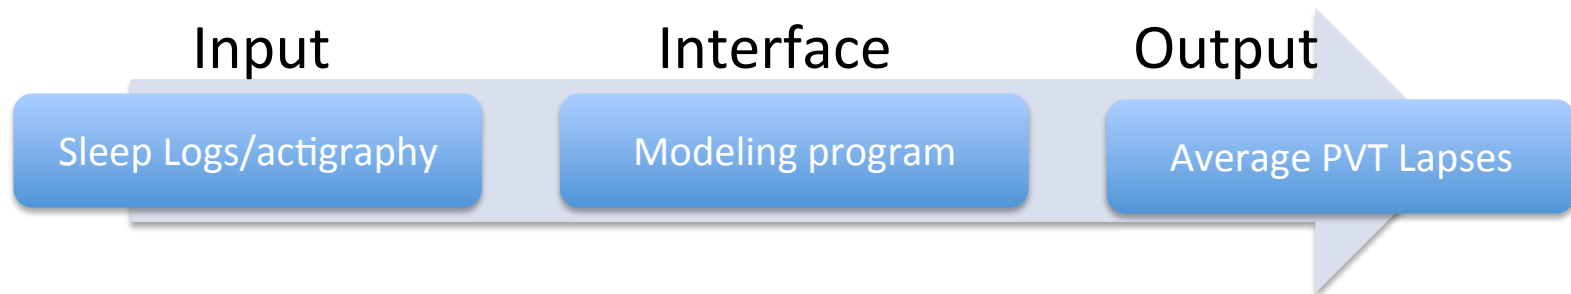 Input
Interface
Output
Sleep Logs/actigraphy
Modeling program
Average PVT Lapses